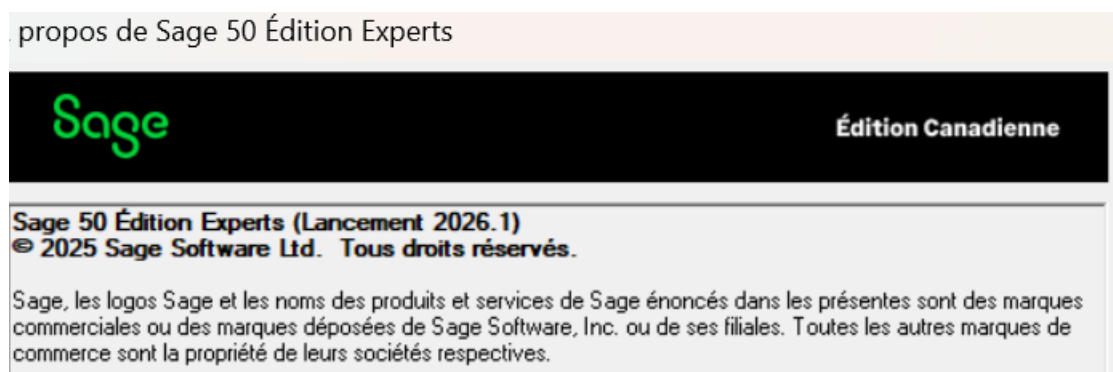 propos de Sage 50 Édition Experts
Sage
Édition Canadienne
Sage 50 Édition Experts (Lancement 2026.1)
© 2025 Sage Software Ltd. Tous droits réservés.
Sage, les logos Sage et les noms des produits et services de Sage énoncés dans les présentes sont des marques
commerciales ou des marques déposées de Sage Software, Inc. ou de ses filiales. Toutes les autres marques de
commerce sont la propriété de leurs sociétés respectives.